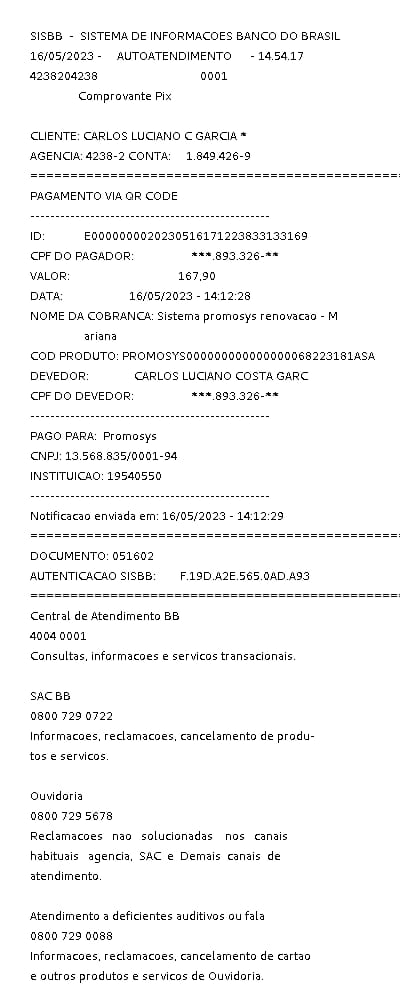 SISBB - SISTEMA DE INFORMACOES BANCO DO BRASIL
16/05/2023 - AUTOATENDIMENTO - 14.54.17
4238204238 0001
Comprovante Pix
CLIENTE: CARLOS LUCIANO C GARCIA *
AGENCIA: 4238-2 CONTA: 1.849.426-9
==================================================
PAGAMENTO VIA QR CODE
------------------------------------------------
ID: E00000000202305161712238331​33169
CPF DO PAGADOR: ***.893.326-**
VALOR: 167,90
DATA: 16/05/2023 - 14:12:28
NOME DA COBRANCA: Sistema promosys renovacao - M
ariana
COD PRODUTO: PROMOSYS000000000000000068223181ASA
DEVEDOR: CARLOS LUCIANO COSTA GARC
CPF DO DEVEDOR: ***.893.326-**
------------------------------------------------
PAGO PARA: Promosys
CNPJ: 13.568.835/0001-94
INSTITUICAO: 19540550
------------------------------------------------
Notificacao enviada em: 16/05/2023 - 14:12:29
==================================================
DOCUMENTO: 051602
AUTENTICACAO SISBB: F.19D.A2E.565.0AD.A93
==================================================
Central de Atendimento BB
4004 0001
Consultas, informacoes e servicos transacionais.
SAC BB
0800 729 0722
Informacoes, reclamacoes, cancelamento de produ-
tos e servicos.
Ouvidoria
0800 729 5678
Reclamacoes nao solucionadas nos canais
habituais agencia, SAC e Demais canais de
atendimento.
Atendimento a deficientes auditivos ou fala
0800 729 0088
Informacoes, reclamacoes, cancelamento de cartao
e outros produtos e servicos de Ouvidoria.